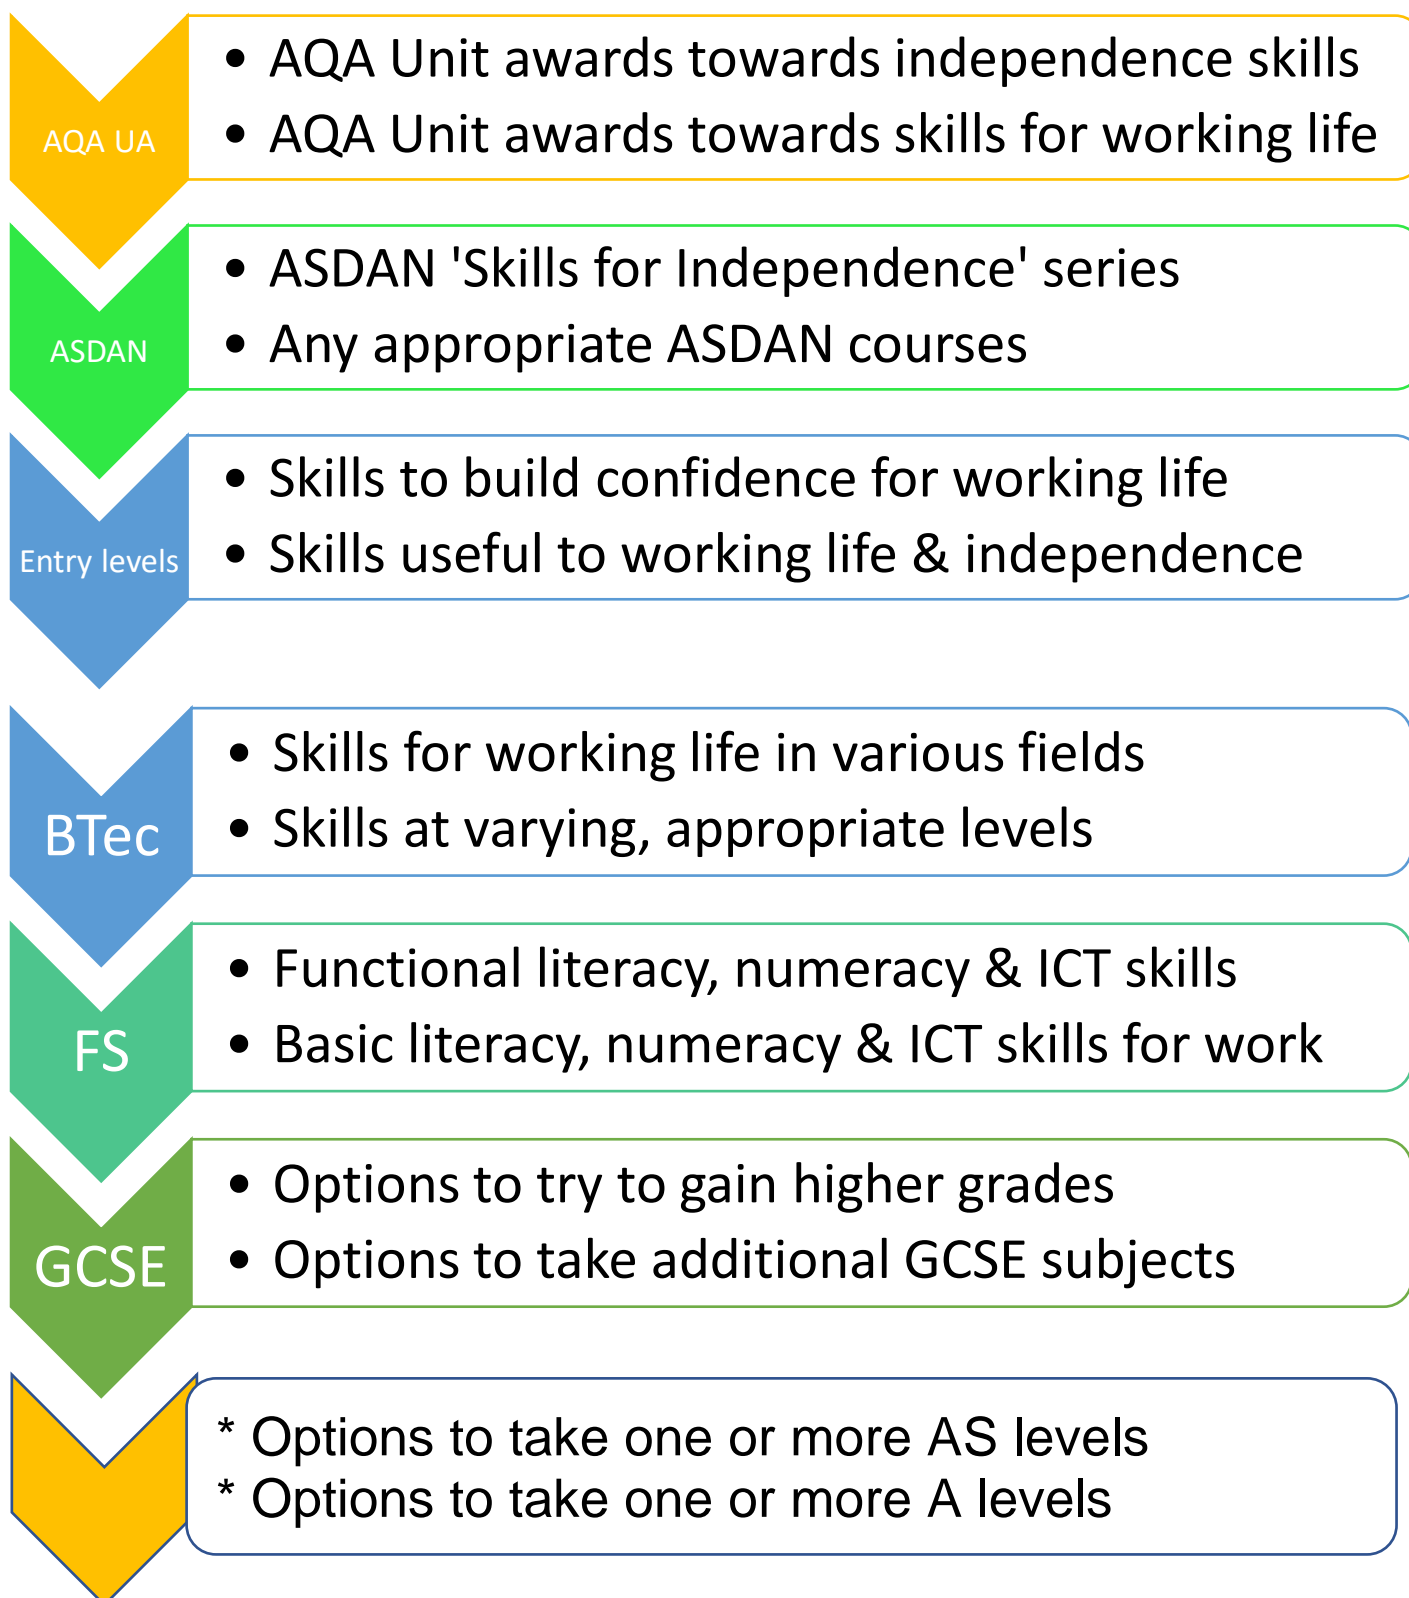 AQA UA
• AQA Unit awards towards independence skills
• AQA Unit awards towards skills for working life
ASDAN
• ASDAN 'Skills for Independence' series
• Any appropriate ASDAN courses
Entry levels
• Skills to build confidence for working life
• Skills useful to working life & independence
BTec
• Skills for working life in various fields
• Skills at varying, appropriate levels
FS
• Functional literacy, numeracy & ICT skills
• Basic literacy, numeracy & ICT skills for work
GCSE
• Options to try to gain higher grades
• Options to take additional GCSE subjects
* Options to take one or more AS levels
* Options to take one or more A levels